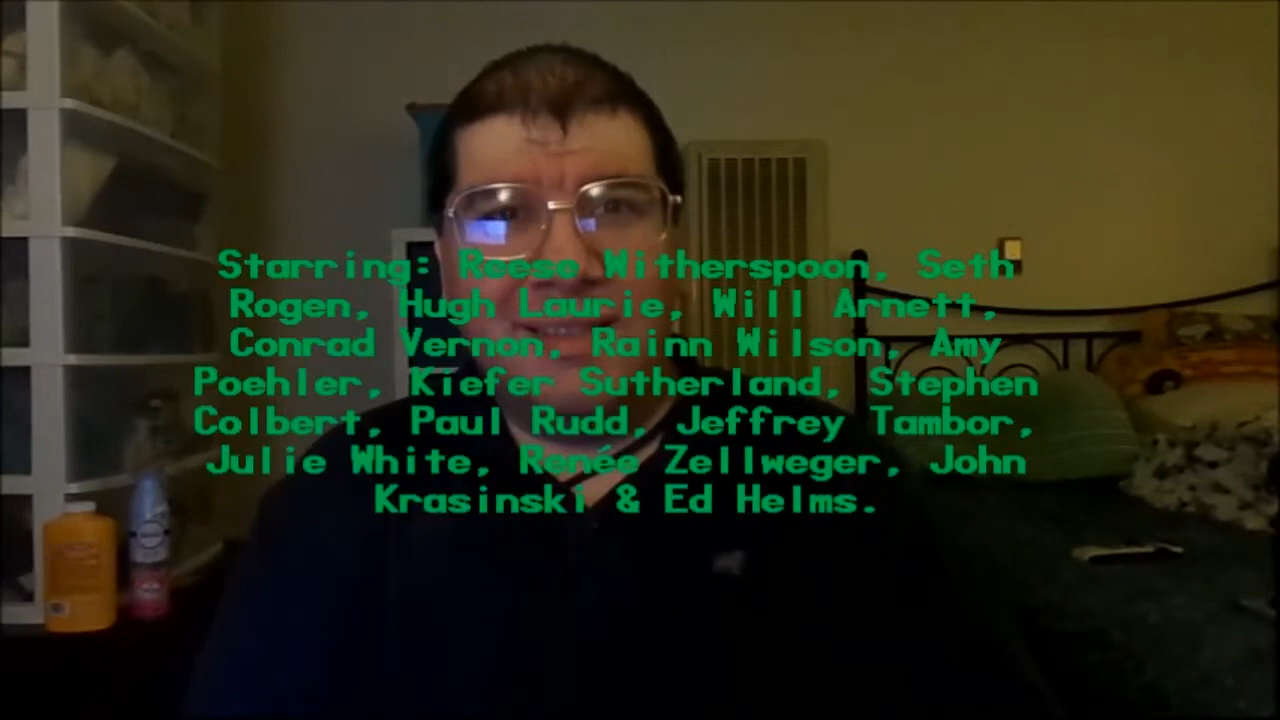 Starring: Reese Witherspoon, Seth
Rogen, Hugh Laurie, Will Arnett,
Conrad Vernon, Rainn Wilson, Amy
Poehler, Kiefer Sutherland, Stephen
Colbert, Paul Rudd, Jeffrey Tambor,
Julie White, Renée Zellweger, John
Krasinski & Ed Helms.